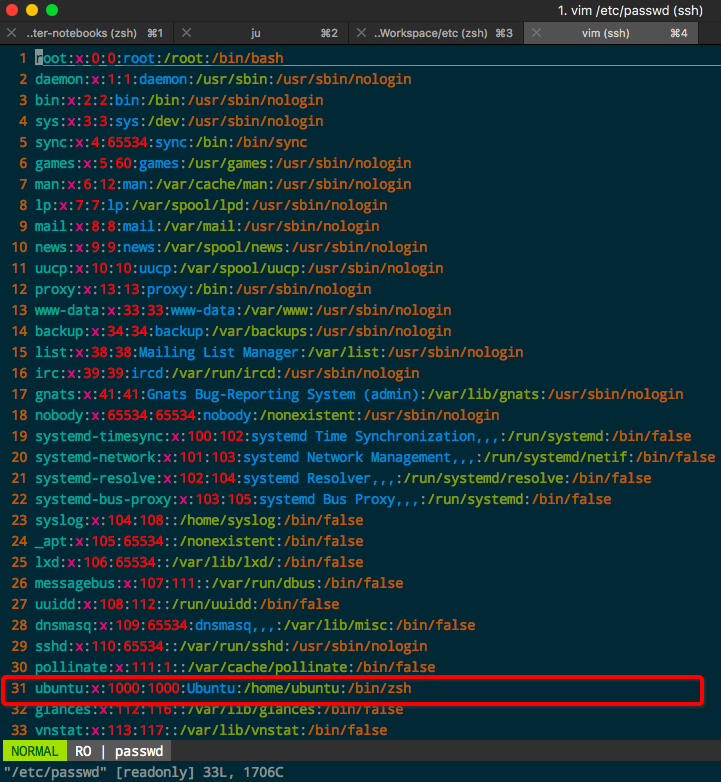 1. vim /etc/passwd (ssh)
..ter-notebooks (zsh) ⌘1 ju ⌘2 ..Workspace/etc (zsh) ⌘3 vim (ssh) ⌘4
1 root:x:0:0:root:/root:/bin/bash
2 daemon:x:1:1:daemon:/usr/sbin:/usr/sbin/nologin
3 bin:x:2:2:bin:/bin:/usr/sbin/nologin
4 sys:x:3:3:sys:/dev:/usr/sbin/nologin
5 sync:x:4:65534:sync:/bin:/bin/sync
6 games:x:5:60:games:/usr/games:/usr/sbin/nologin
7 man:x:6:12:man:/var/cache/man:/usr/sbin/nologin
8 lp:x:7:7:lp:/var/spool/lpd:/usr/sbin/nologin
9 mail:x:8:8:mail:/var/mail:/usr/sbin/nologin
10 news:x:9:9:news:/var/spool/news:/usr/sbin/nologin
11 uucp:x:10:10:uucp:/var/spool/uucp:/usr/sbin/nologin
12 proxy:x:13:13:proxy:/bin:/usr/sbin/nologin
13 www-data:x:33:33:www-data:/var/www:/usr/sbin/nologin
14 backup:x:34:34:backup:/var/backups:/usr/sbin/nologin
15 list:x:38:38:Mailing List Manager:/var/list:/usr/sbin/nologin
16 irc:x:39:39:ircd:/var/run/ircd:/usr/sbin/nologin
17 gnats:x:41:41:Gnats Bug-Reporting System (admin):/var/lib/gnats:/usr/sbin/nologin
18 nobody:x:65534:65534:nobody:/nonexistent:/usr/sbin/nologin
19 systemd-timesync:x:100:102:systemd Time Synchronization,,,:/run/systemd:/bin/false
20 systemd-network:x:101:103:systemd Network Management,,,:/run/systemd/netif:/bin/false
21 systemd-resolve:x:102:104:systemd Resolver,,,:/run/systemd/resolve:/bin/false
22 systemd-bus-proxy:x:103:105:systemd Bus Proxy,,,:/run/systemd:/bin/false
23 syslog:x:104:108::/home/syslog:/bin/false
24 _apt:x:105:65534::/nonexistent:/bin/false
25 lxd:x:106:65534::/var/lib/lxd/:/bin/false
26 messagebus:x:107:111::/var/run/dbus:/bin/false
27 uuidd:x:108:112::/run/uuidd:/bin/false
28 dnsmasq:x:109:65534:dnsmasq,,,:/var/lib/misc:/bin/false
29 sshd:x:110:65534::/var/run/sshd:/usr/sbin/nologin
30 pollinate:x:111:1::/var/cache/pollinate:/bin/false
31 ubuntu:x:1000:1000:Ubuntu:/home/ubuntu:/bin/zsh
32 glances:x:112:116::/var/lib/glances:/bin/false
33 vnstat:x:113:117::/var/lib/vnstat:/bin/false
NORMAL RO | passwd
"/etc/passwd" [readonly] 33L, 1706C